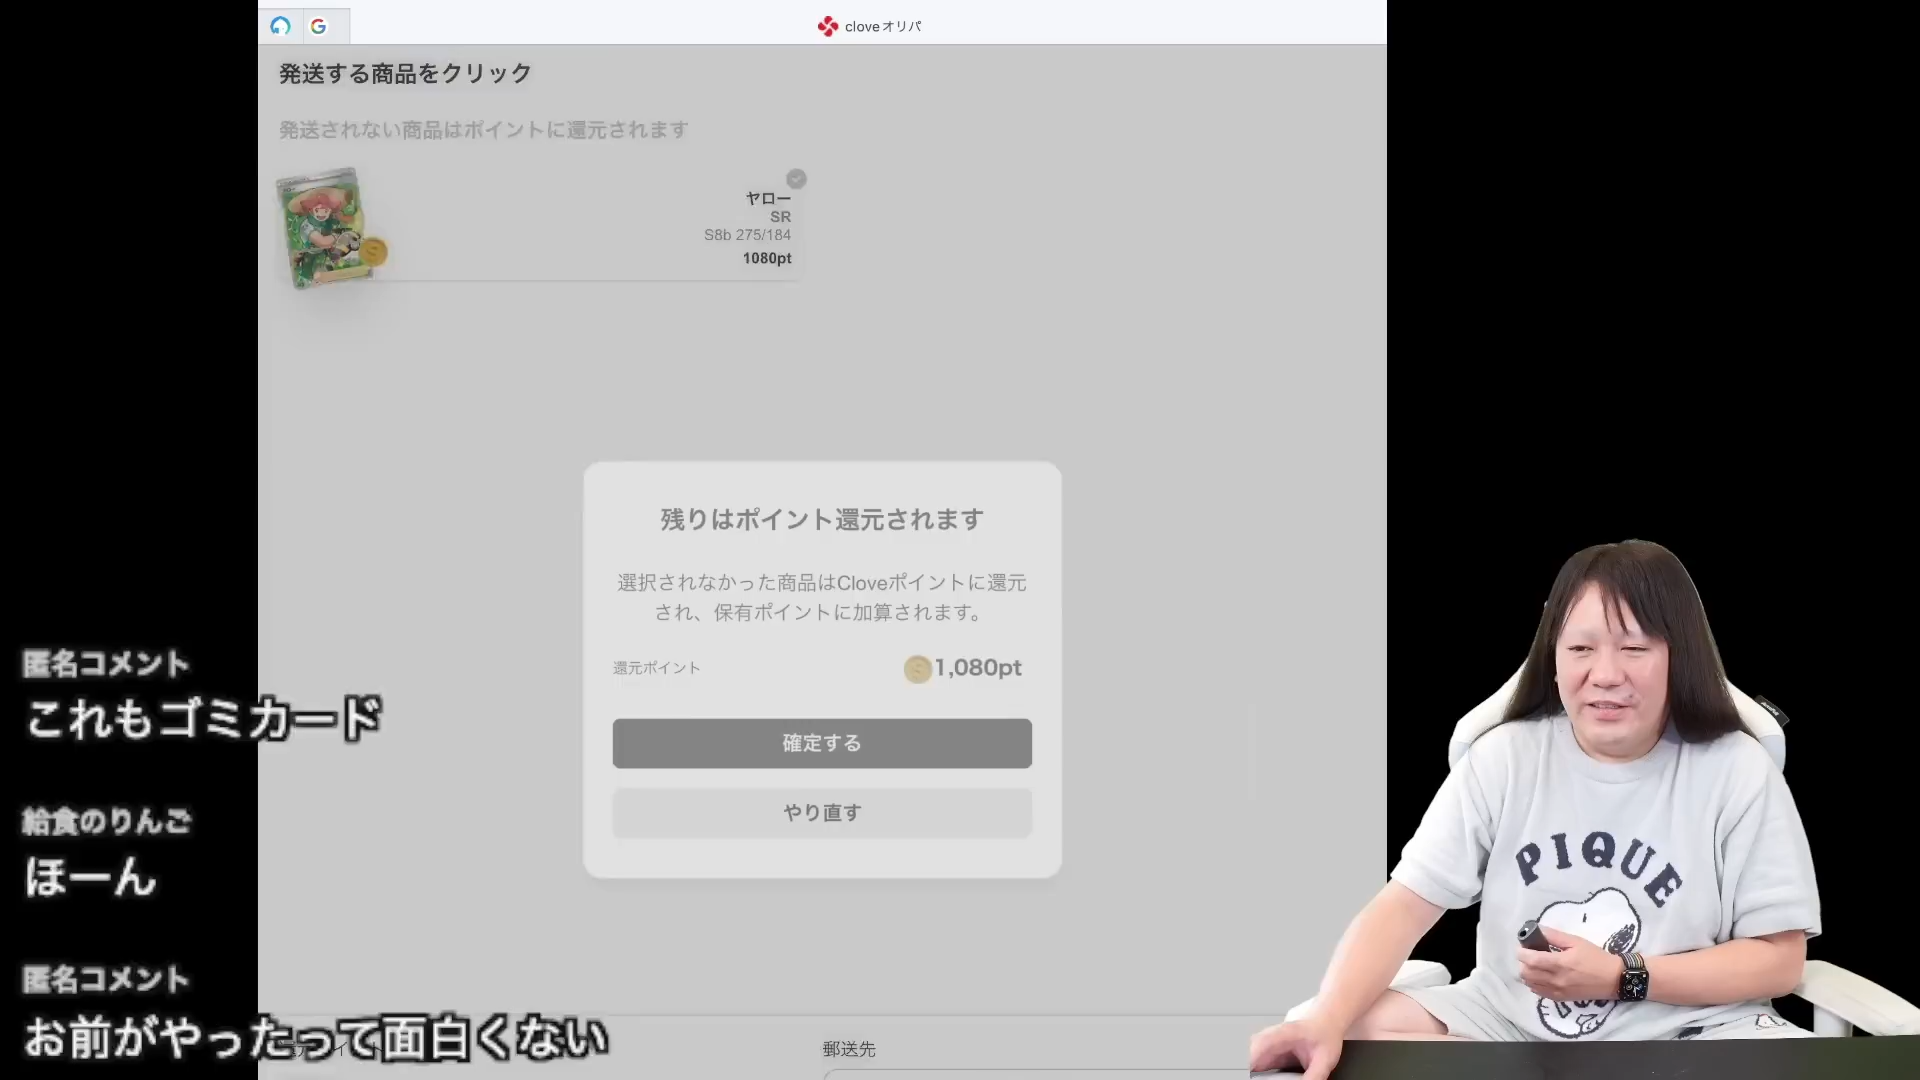 cloveオリパ
発送する商品をクリック
発送されない商品はポイントに還元されます
ヤロー
SR
S8b 275/184
1080pt
残りはポイント還元されます
選択されなかった商品はCloveポイントに還元
され、保有ポイントに加算されます。
還元ポイント
1,080pt
確定する
やり直す
匿名コメント
これもゴミカード
給食のりんご
ほーん
匿名コメント
お前がやったって面白くない
郵送先
PIQUE